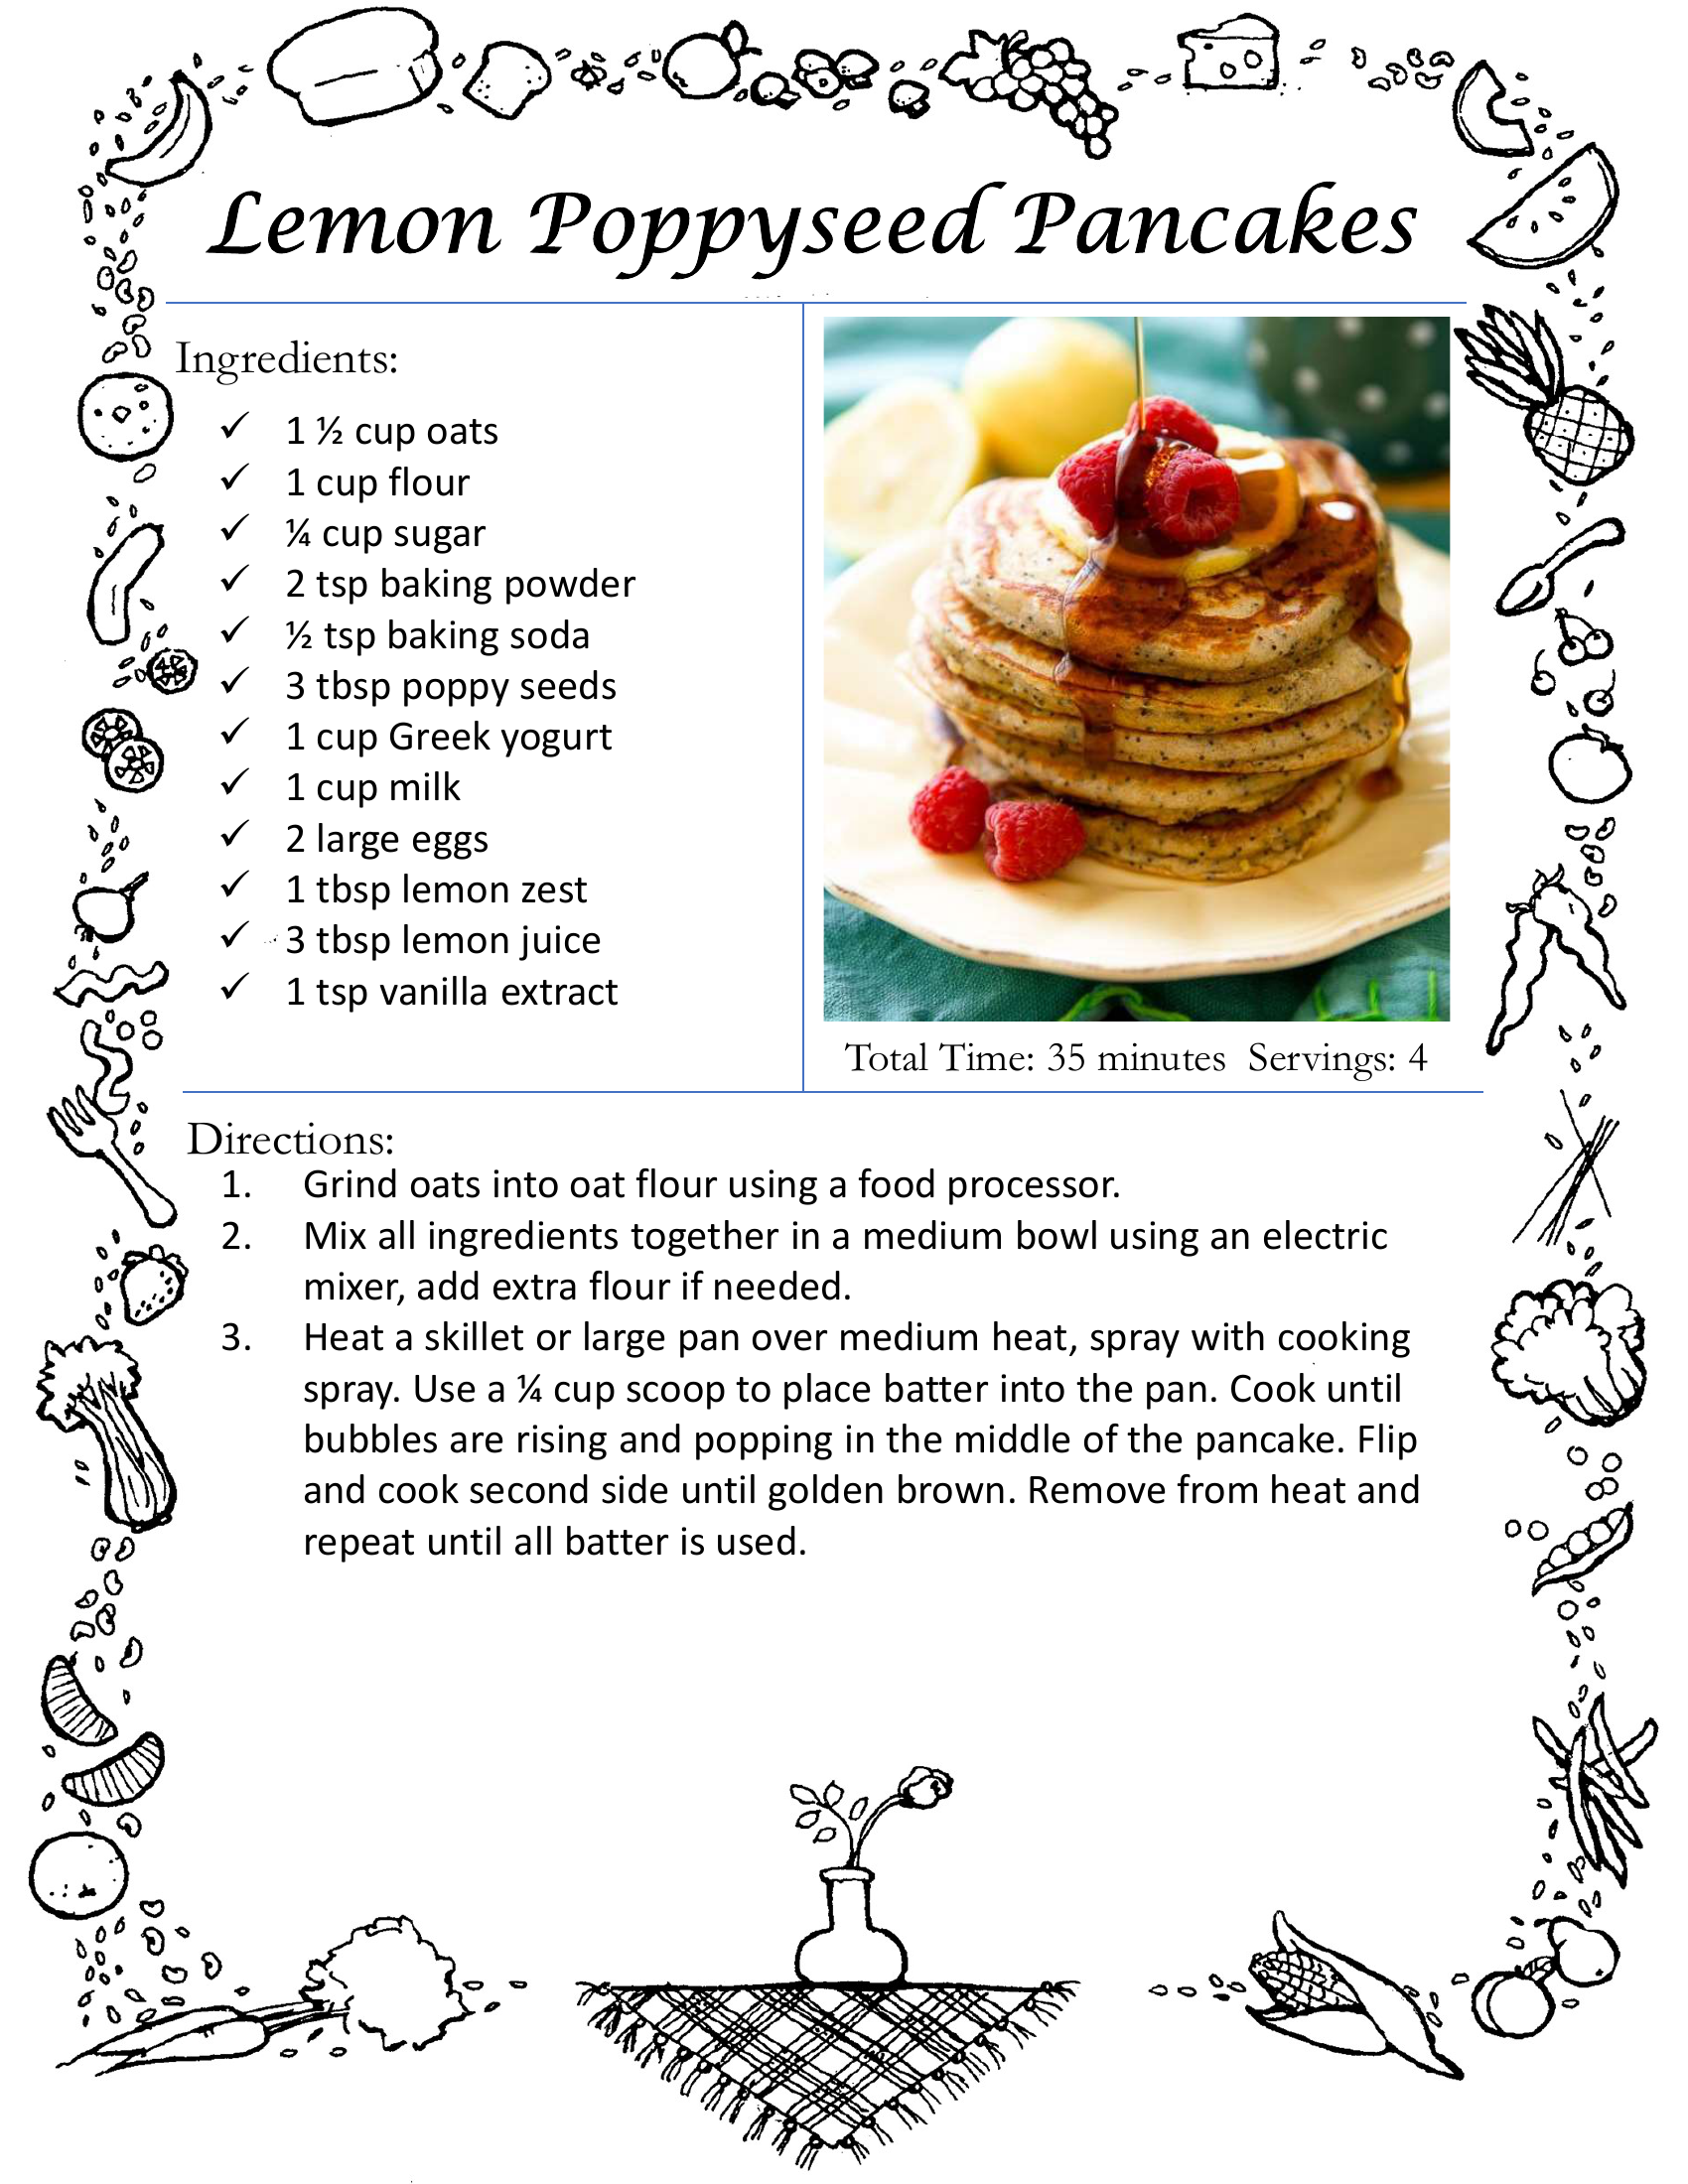 Lemon Poppyseed Pancakes
Ingredients:
✓ 1 ½ cup oats
✓ 1 cup flour
✓ ¼ cup sugar
✓ 2 tsp baking powder
✓ ½ tsp baking soda
✓ 3 tbsp poppy seeds
✓ 1 cup Greek yogurt
✓ 1 cup milk
✓ 2 large eggs
✓ 1 tbsp lemon zest
✓ 3 tbsp lemon juice
✓ 1 tsp vanilla extract
Total Time: 35 minutes Servings: 4
Directions:
1. Grind oats into oat flour using a food processor.
2. Mix all ingredients together in a medium bowl using an electric
mixer, add extra flour if needed.
3. Heat a skillet or large pan over medium heat, spray with cooking
spray. Use a ¼ cup scoop to place batter into the pan. Cook until
bubbles are rising and popping in the middle of the pancake. Flip
and cook second side until golden brown. Remove from heat and
repeat until all batter is used.